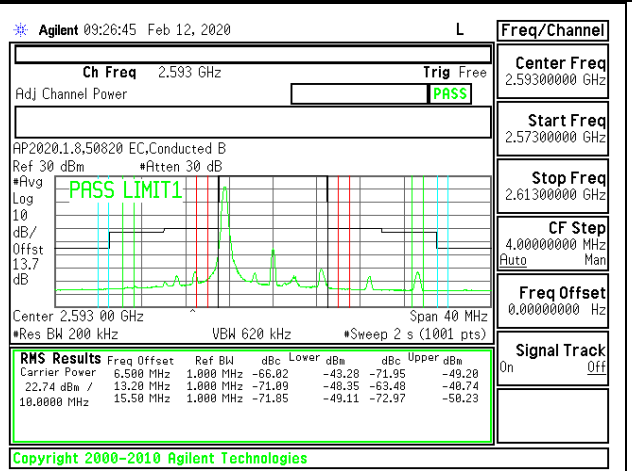 Agilent 09:26:45 Feb 12, 2020 L
Freq/Channel
Ch Freq 2.593 GHz Trig Free
Adj Channel Power PASS
AP2020.1.8,50820 EC,Conducted B
Ref 30 dBm #Atten 30 dB
#Avg
Log
10
dB/
Offst
13.7
dB
PASS LIMIT1
Center 2.593 00 GHz Span 40 MHz
#Res BW 200 kHz VBW 620 kHz #Sweep 2 s (1001 pts)
RMS Results Freq Offset Ref BW dBc Lower dBm dBc Upper dBm
Carrier Power 6.500 MHz 1.000 MHz -66.02 -43.28 -71.95 -49.20
22.74 dBm / 13.20 MHz 1.000 MHz -71.09 -48.35 -63.48 -40.74
10.0000 MHz 15.50 MHz 1.000 MHz -71.85 -49.11 -72.97 -50.23
Center Freq
2.59300000 GHz
Start Freq
2.57300000 GHz
Stop Freq
2.61300000 GHz
CF Step
4.00000000 MHz
Auto Man
Freq Offset
0.00000000 Hz
Signal Track
On Off
Copyright 2000-2010 Agilent Technologies